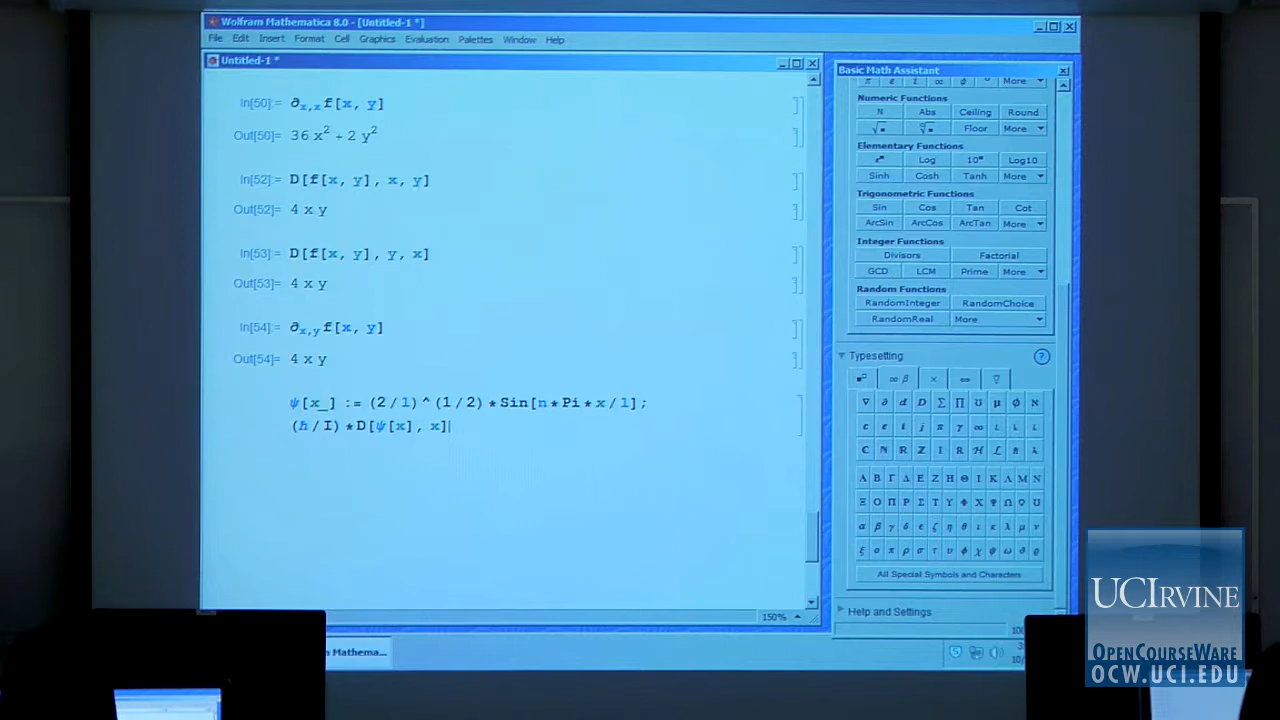 Wolfram Mathematica 8.0 - [Untitled-1 *]
File Edit Insert Format Cell Graphics Evaluation Palettes Window Help
Untitled-1 *
In[50]:= ∂x,x f[x, y]
Out[50]= 36 x² + 2 y²
In[52]:= D[f[x, y], x, y]
Out[52]= 4 x y
In[53]:= D[f[x, y], y, x]
Out[53]= 4 x y
In[54]:= ∂x,y f[x, y]
Out[54]= 4 x y
ψ[x_] := (2/l)^(1/2)*Sin[n*Pi*x/l];
(ℏ/I)*D[ψ[x], x]
150%
Basic Math Assistant
π e i ∞ ° More
Numeric Functions
N Abs Ceiling Round
Floor More
Elementary Functions
Log Log10
Sinh Cosh Tanh More
Trigonometric Functions
Sin Cos Tan Cot
ArcSin ArcCos ArcTan More
Integer Functions
Divisors Factorial
GCD LCM Prime More
Random Functions
RandomInteger RandomChoice
RandomReal More
Typesetting
?
∞ β
Α Β Γ Δ Ε Ζ Η Θ Ι Κ Λ Μ Ν
Ξ Ο Π Ρ Σ Τ Υ Φ Χ Ψ Ω
α β γ δ ε ζ η θ ι κ λ μ ν
ξ ο π ρ σ τ υ φ χ ψ ω
All Special Symbols and Characters
Help and Settings
Mathema...
UCIRVINE
OPENCOURSEWARE
OCW.UCI.EDU